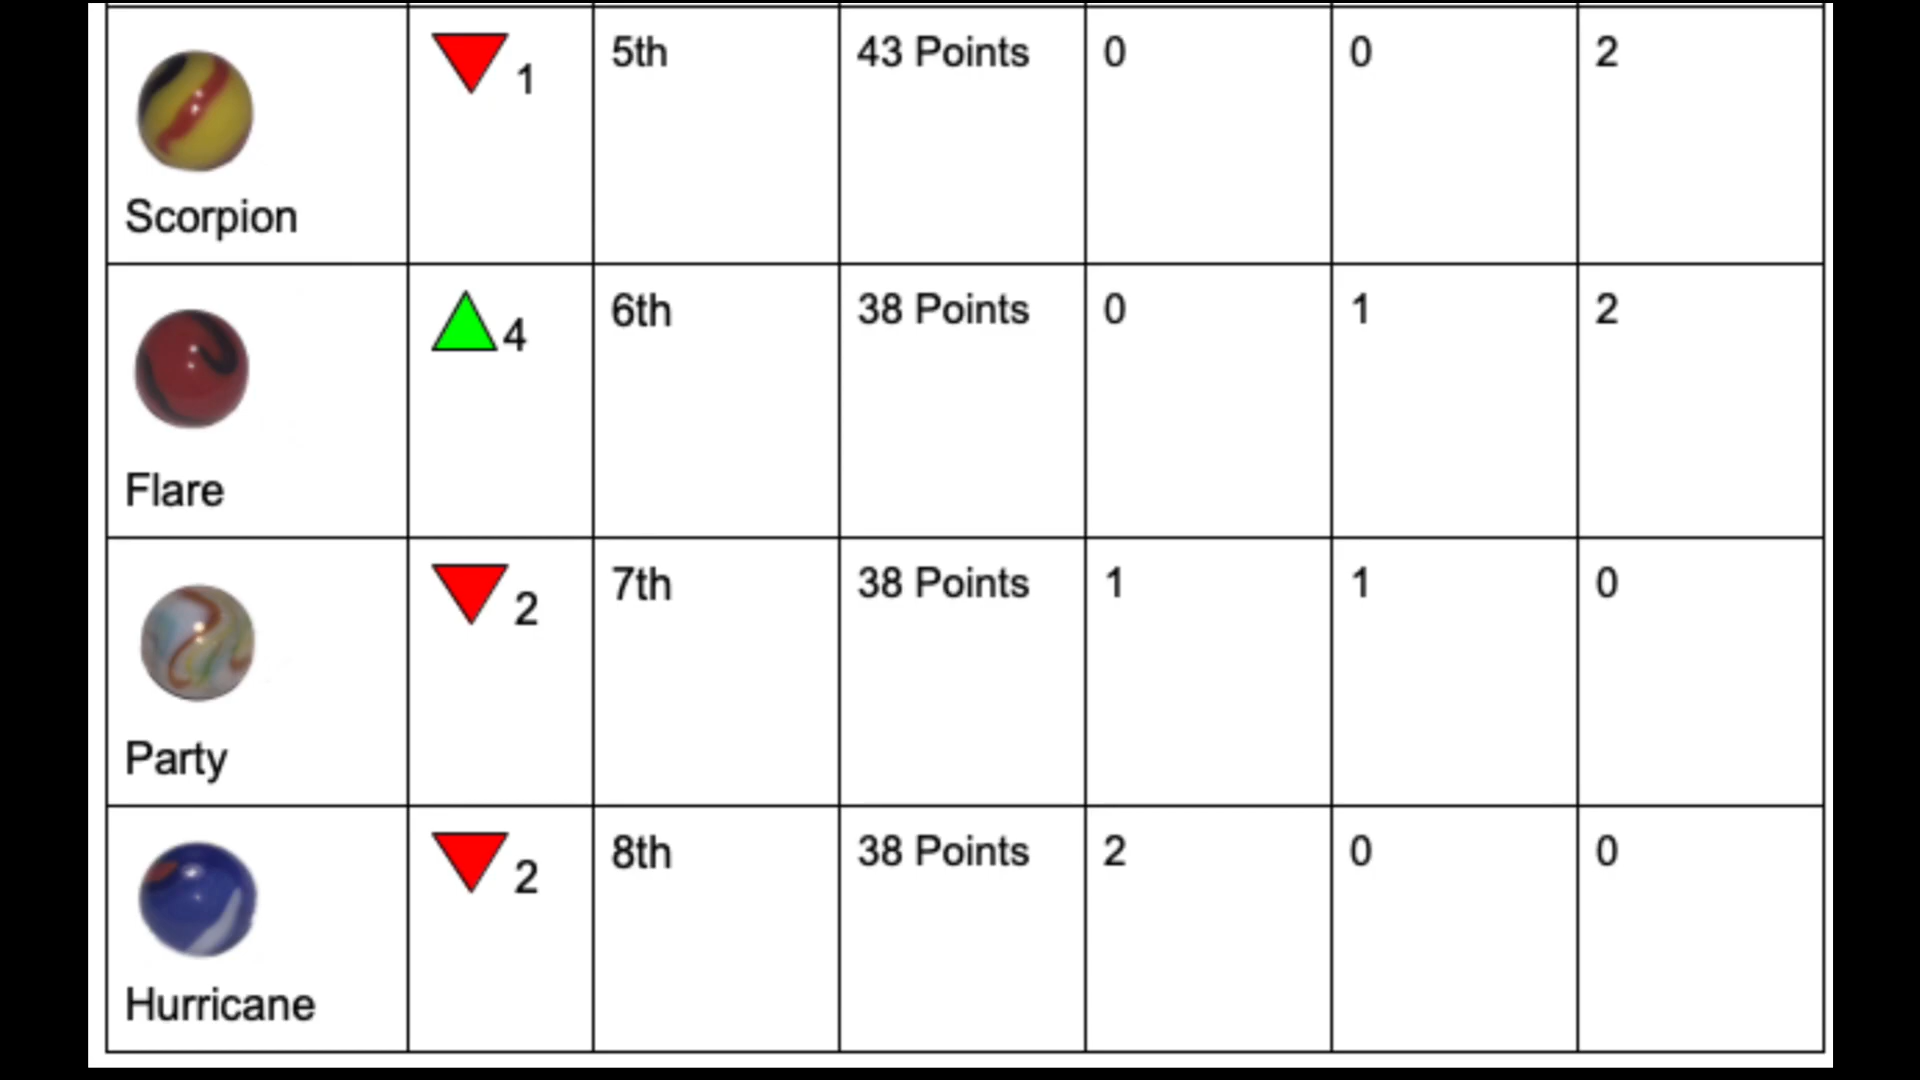 1 5th 43 Points 0 0 2
Scorpion
4 6th 38 Points 0 1 2
Flare
2 7th 38 Points 1 1 0
Party
2 8th 38 Points 2 0 0
Hurricane